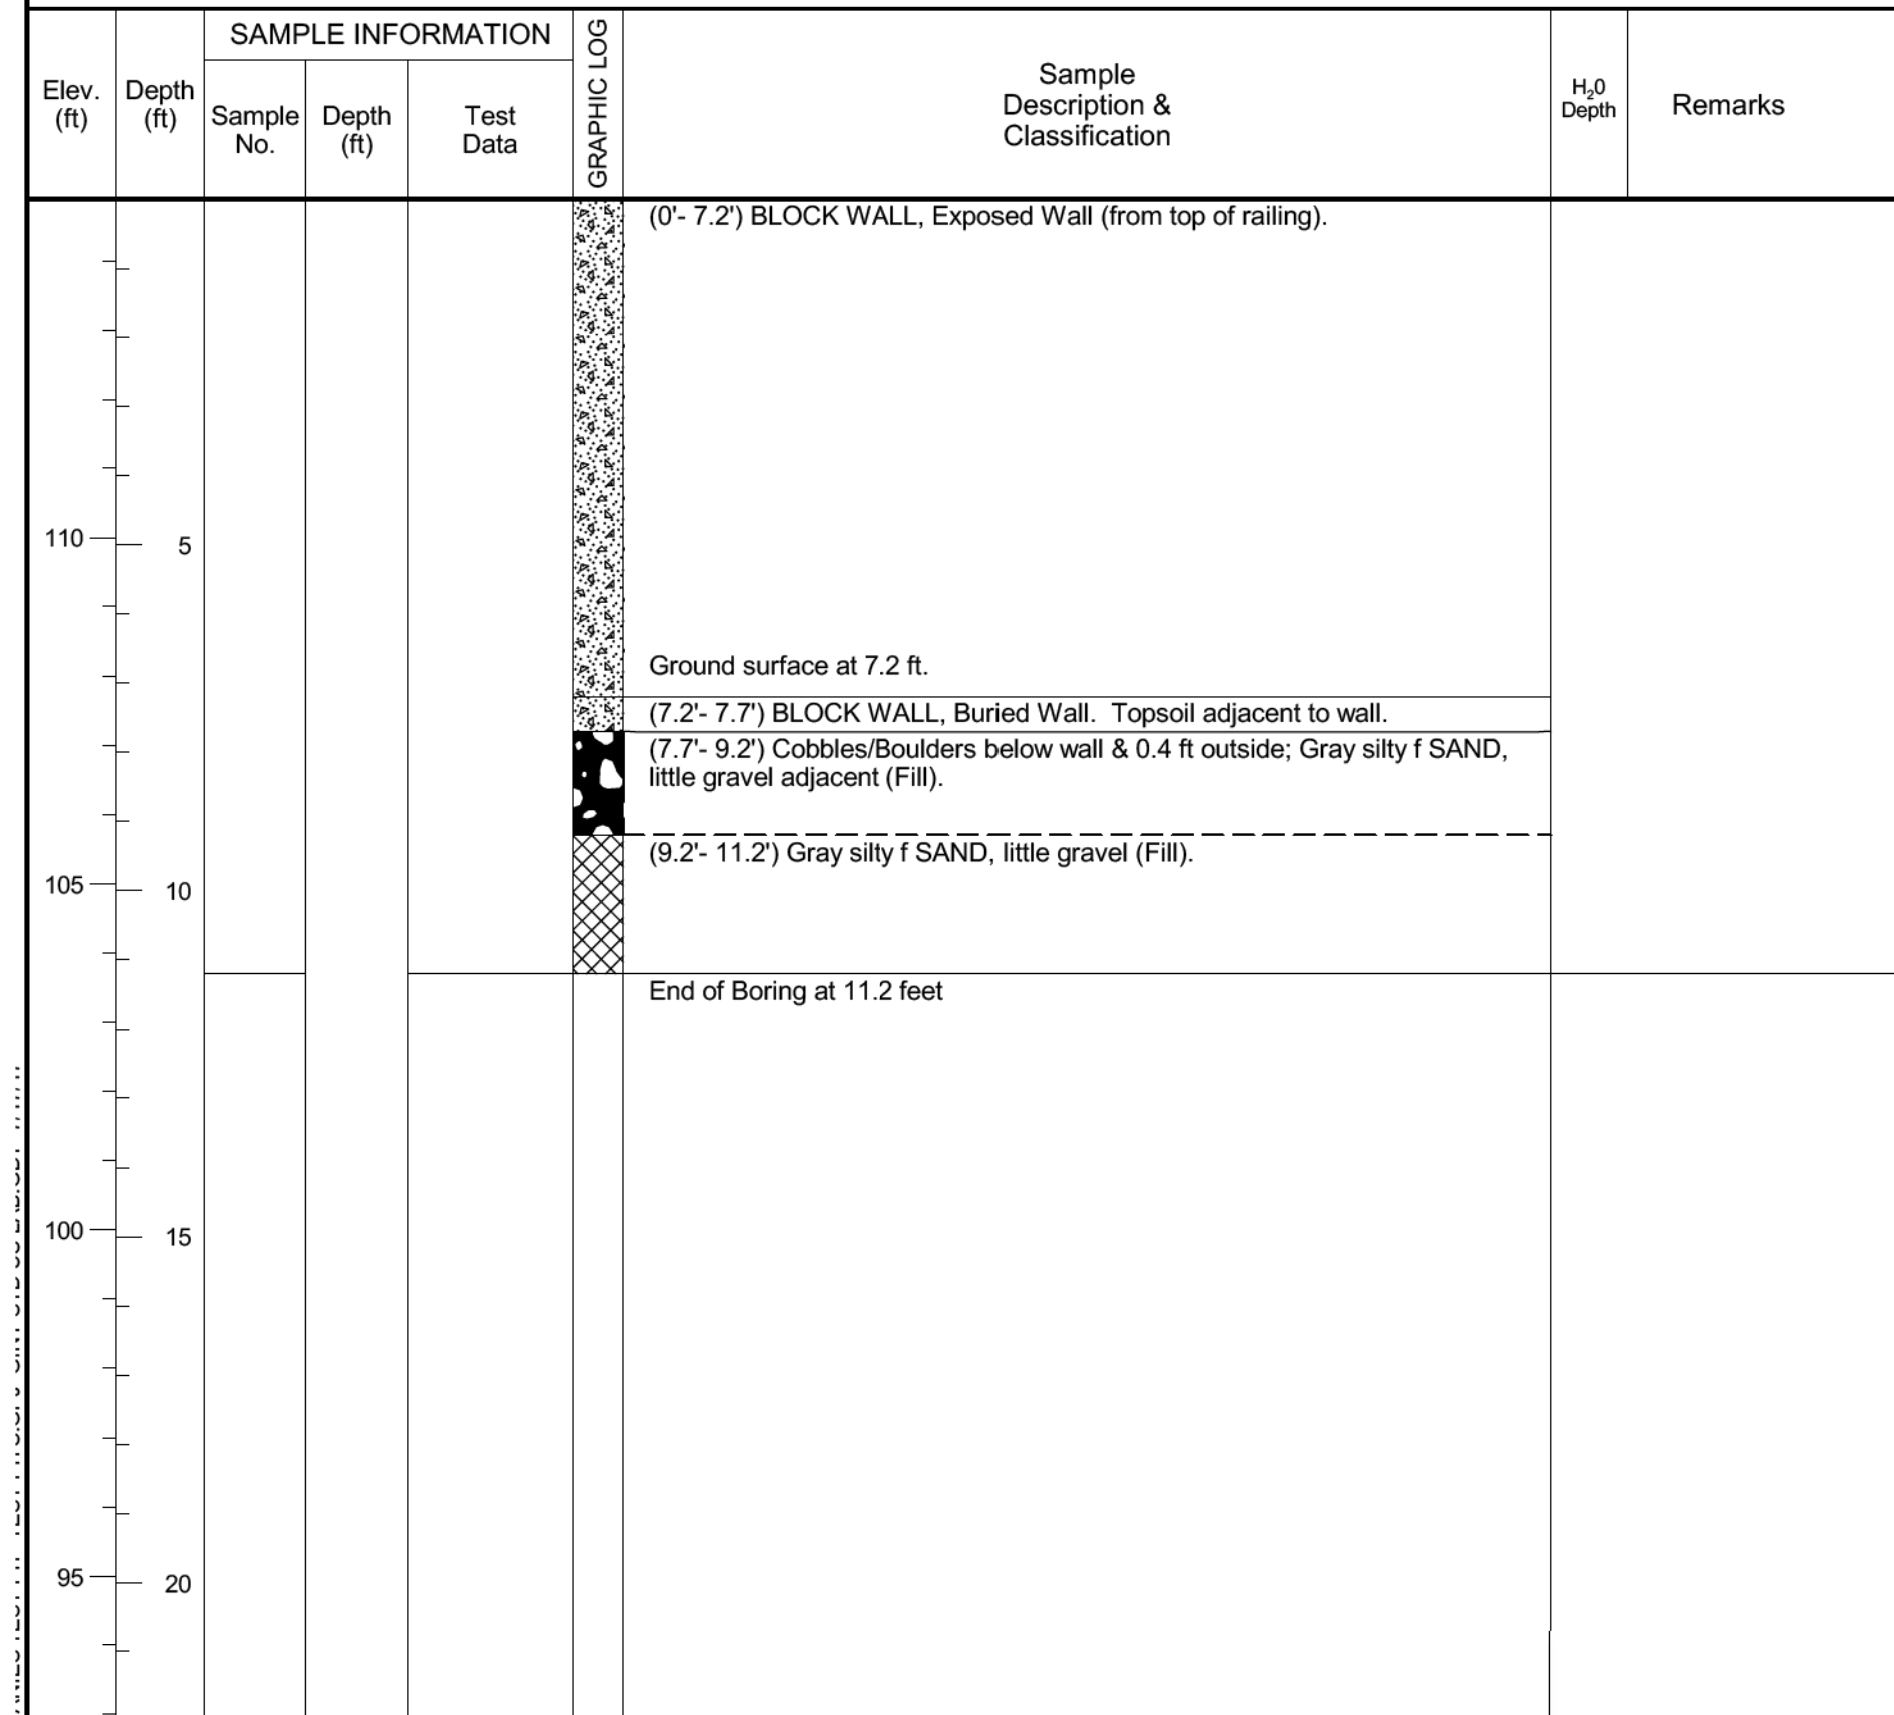 SAMPLE INFORMATION
Elev.
(ft)
Depth
(ft)
Sample
No.
Depth
(ft)
Test
Data
GRAPHIC LOG
Sample
Description &
Classification
H₂0
Depth
Remarks
(0'- 7.2') BLOCK WALL, Exposed Wall (from top of railing).
110
5
Ground surface at 7.2 ft.
(7.2'- 7.7') BLOCK WALL, Buried Wall.  Topsoil adjacent to wall.
(7.7'- 9.2') Cobbles/Boulders below wall & 0.4 ft outside; Gray silty f SAND,
little gravel adjacent (Fill).
(9.2'- 11.2') Gray silty f SAND, little gravel (Fill).
105
10
End of Boring at 11.2 feet
100
15
95
20